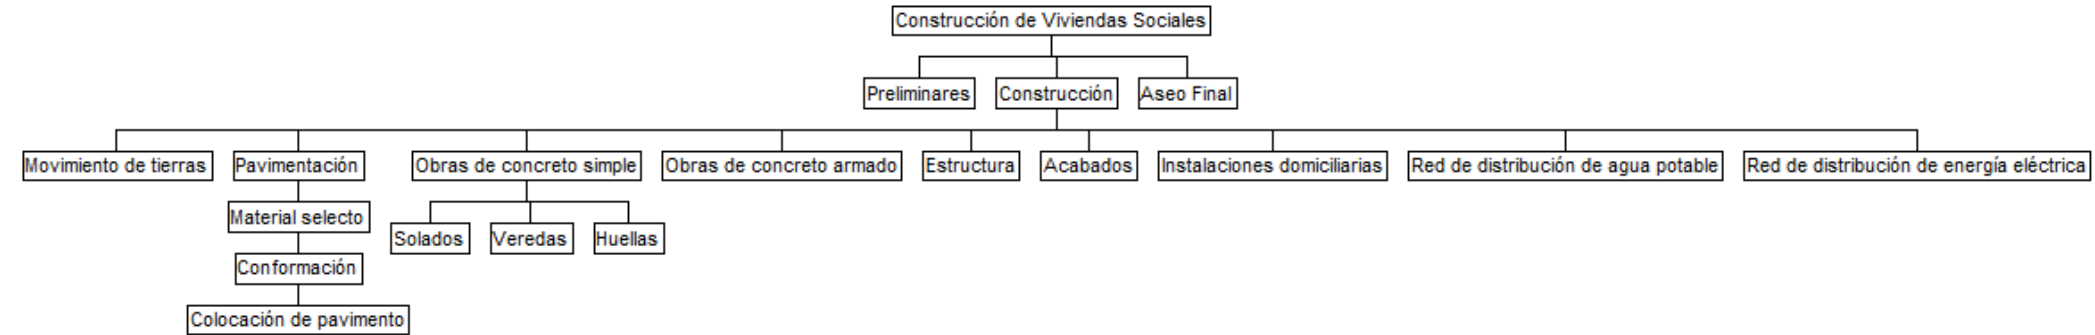 Construcción de Viviendas Sociales
Preliminares
Construcción
Aseo Final
Movimiento de tierras
Pavimentación
Obras de concreto simple
Obras de concreto armado
Estructura
Acabados
Instalaciones domiciliarias
Red de distribución de agua potable
Red de distribución de energía eléctrica
Material selecto
Solados
Veredas
Huellas
Conformación
Colocación de pavimento